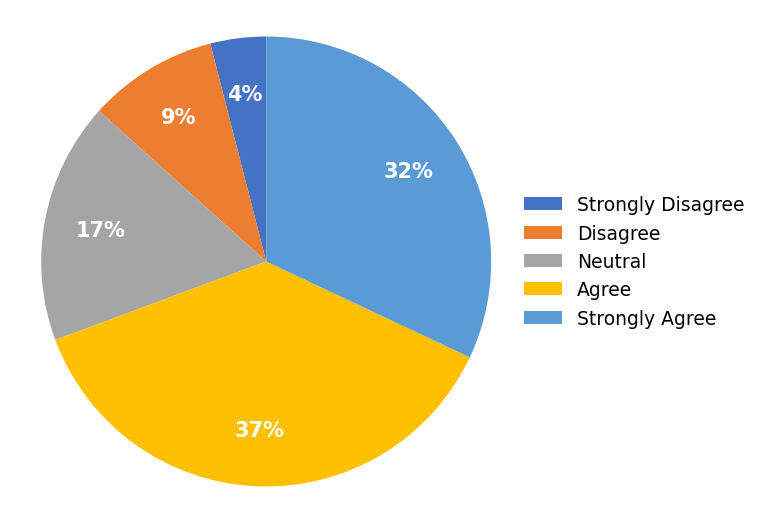 4%
9%
32%
17%
37%
Strongly Disagree
Disagree
Neutral
Agree
Strongly Agree